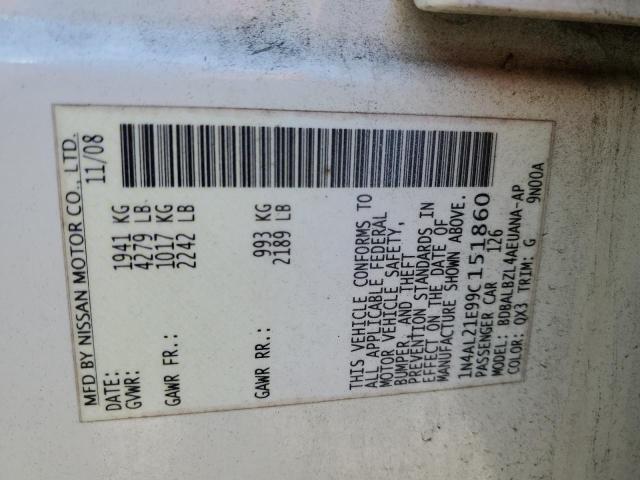 MFD BY NISSAN MOTOR CO., LTD.
DATE: 11/08
GVWR: 1941 KG
4279 LB
GAWR FR.: 1017 KG
2242 LB
GAWR RR.: 993 KG
2189 LB
THIS VEHICLE CONFORMS TO
ALL APPLICABLE FEDERAL
MOTOR VEHICLE SAFETY,
BUMPER, AND THEFT
PREVENTION STANDARDS IN
EFFECT ON THE DATE OF
MANUFACTURE SHOWN ABOVE.
1N4AL21E99C151860
PASSENGER CAR 126
MODEL: BDBALBZL4AEUANA-AP
COLOR: QX3 TRIM: G 9N00A